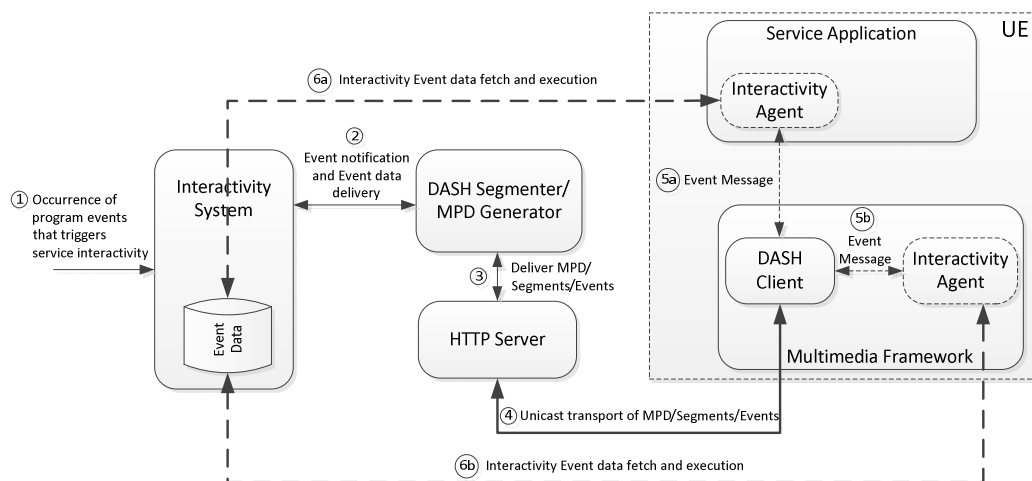 UE
Service Application
6a Interactivity Event data fetch and execution
Interactivity
Agent
2
Event notification
and Event data
delivery
Interactivity
System
DASH Segmenter/
MPD Generator
5a Event Message
1 Occurrence of
program events
that triggers
service interactivity
5b
Event
Message
DASH
Client
Interactivity
Agent
3 Deliver MPD/
Segments/Events
Event
Data
HTTP Server
Multimedia Framework
4 Unicast transport of MPD/Segments/Events
6b Interactivity Event data fetch and execution